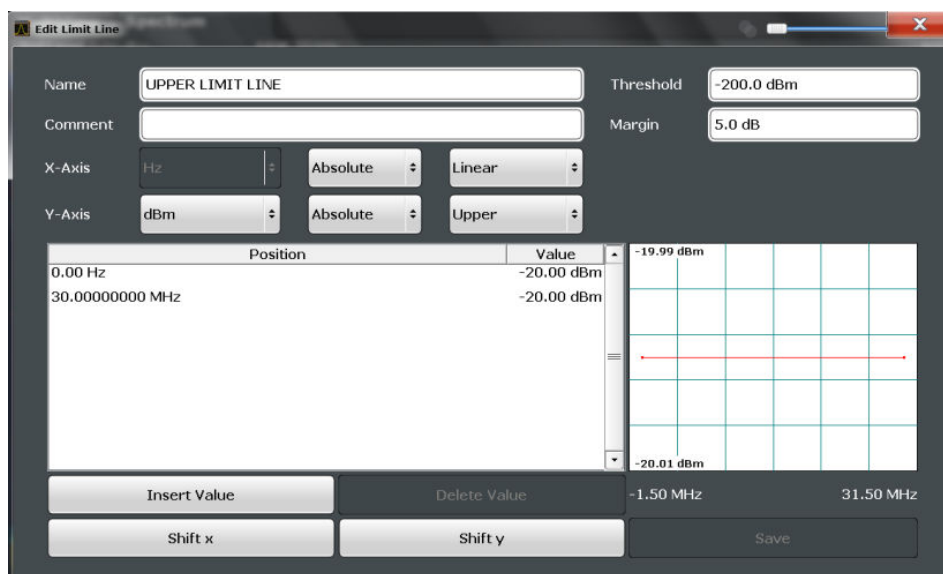 Edit Limit Line
Name UPPER LIMIT LINE Threshold -200.0 dBm
Comment Margin 5.0 dB
X-Axis Hz Absolute Linear
Y-Axis dBm Absolute Upper
Position Value
0.00 Hz -20.00 dBm
30.00000000 MHz -20.00 dBm
-19.99 dBm
-20.01 dBm
-1.50 MHz 31.50 MHz
Insert Value Delete Value
Shift x Shift y Save